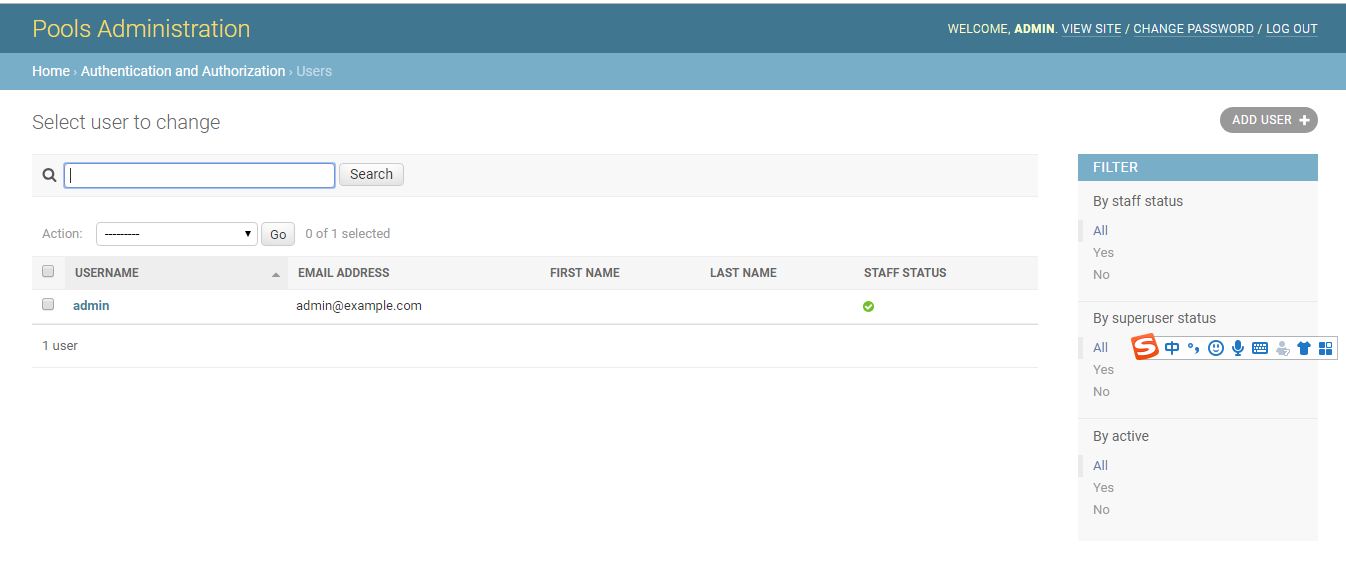 Pools Administration
WELCOME, ADMIN. VIEW SITE / CHANGE PASSWORD / LOG OUT
Home › Authentication and Authorization › Users
Select user to change
ADD USER +
Search
Action: --------- Go 0 of 1 selected
USERNAME EMAIL ADDRESS FIRST NAME LAST NAME STAFF STATUS
admin admin@example.com
1 user
FILTER
By staff status
All
Yes
No
By superuser status
All
S 中 °,
Yes
No
By active
All
Yes
No